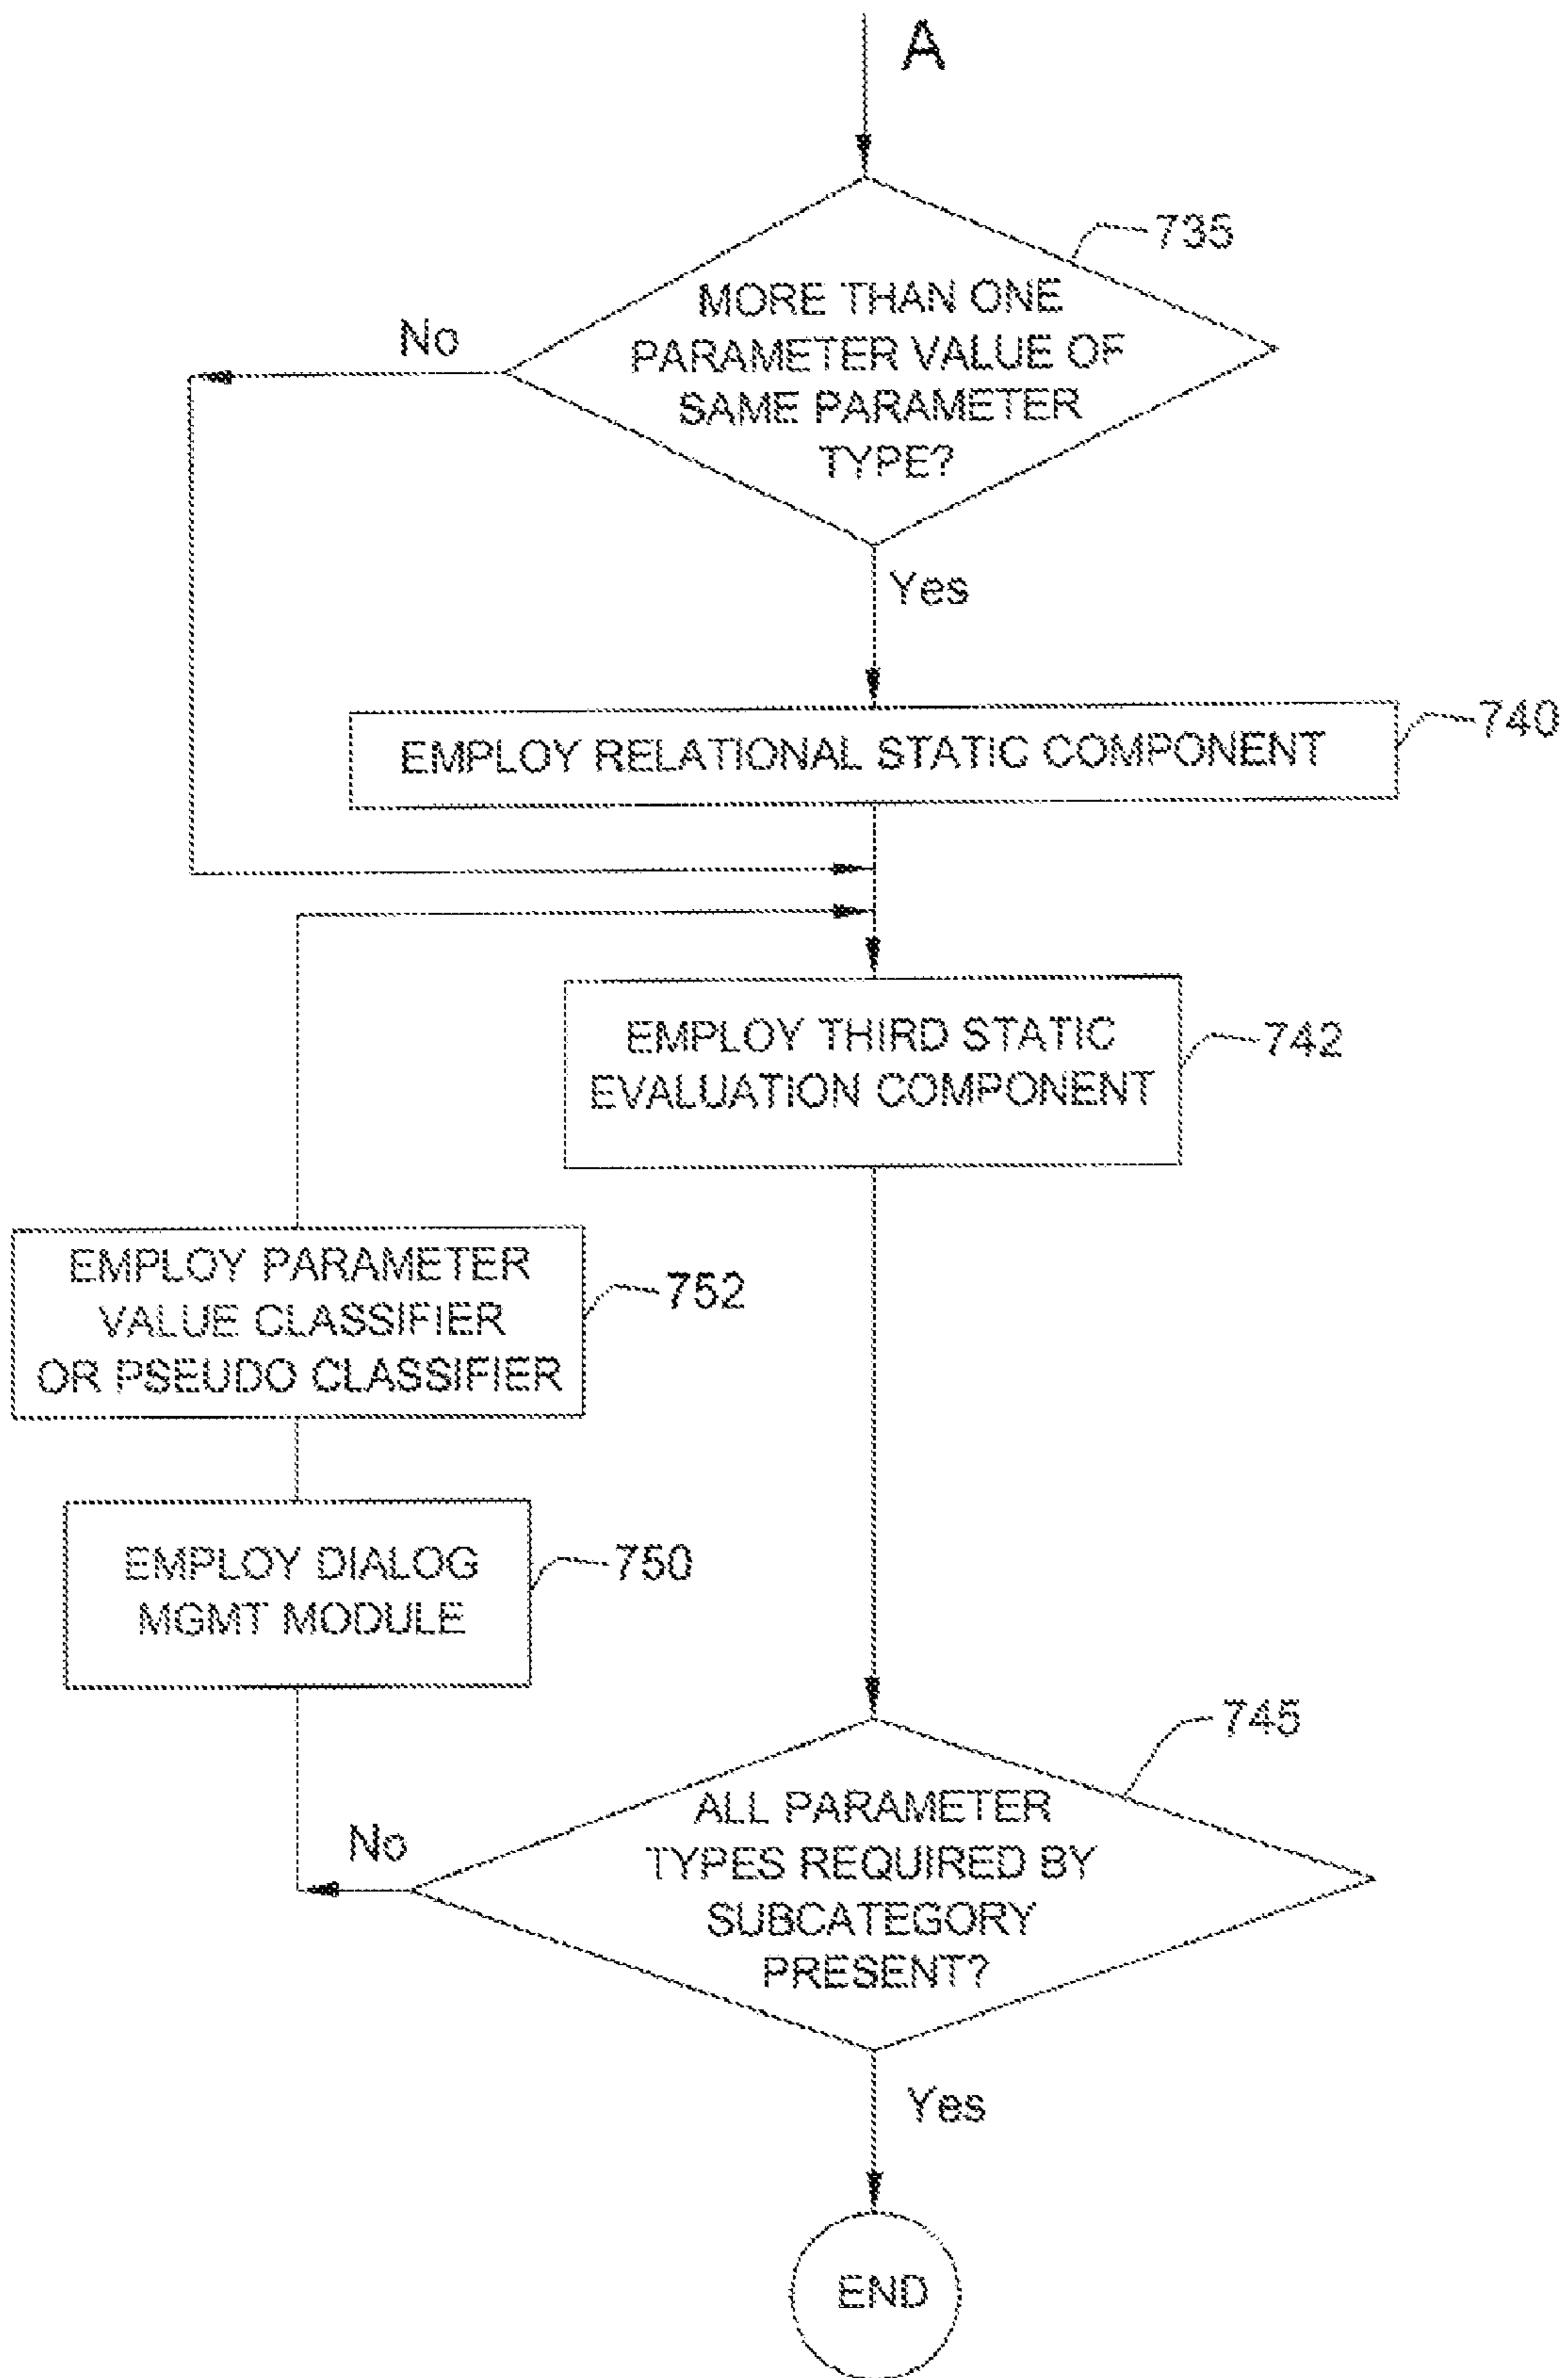 A
735
MORE THAN ONE
PARAMETER VALUE OF
SAME PARAMETER
TYPE?
No
Yes
740
EMPLOY RELATIONAL STATIC COMPONENT
EMPLOY THIRD STATIC
EVALUATION COMPONENT
742
EMPLOY PARAMETER
VALUE CLASSIFIER
OR PSEUDO CLASSIFIER
752
EMPLOY DIALOG
MGMT MODULE
750
745
ALL PARAMETER
TYPES REQUIRED BY
SUBCATEGORY
PRESENT?
No
Yes
END